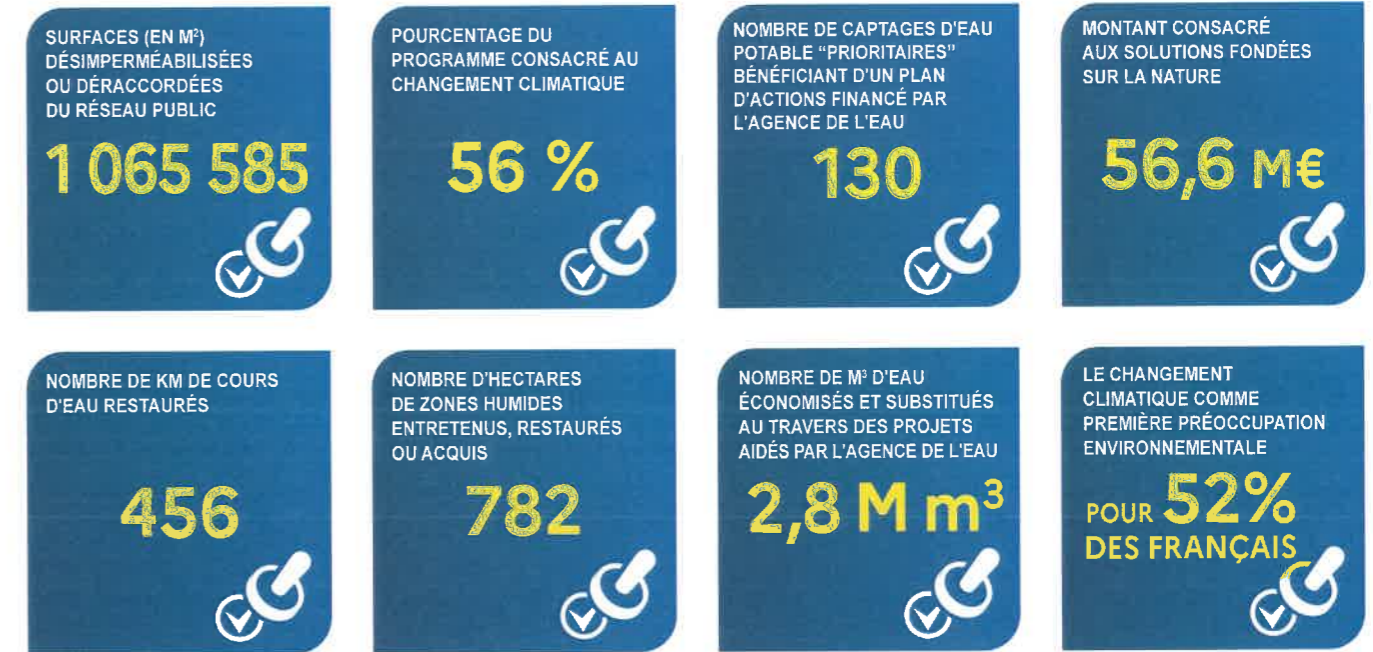 SURFACES (EN M²)
DÉSIMPERMÉABILISÉES
OU DÉRACCORDÉES
DU RÉSEAU PUBLIC
1 065 585
POURCENTAGE DU
PROGRAMME CONSACRÉ AU
CHANGEMENT CLIMATIQUE
56 %
NOMBRE DE CAPTAGES D'EAU
POTABLE “PRIORITAIRES”
BÉNÉFICIANT D'UN PLAN
D'ACTIONS FINANCÉ PAR
L'AGENCE DE L'EAU
130
MONTANT CONSACRÉ
AUX SOLUTIONS FONDÉES
SUR LA NATURE
56,6 M€
NOMBRE DE KM DE COURS
D'EAU RESTAURÉS
456
NOMBRE D'HECTARES
DE ZONES HUMIDES
ENTRETENUS, RESTAURÉS
OU ACQUIS
782
NOMBRE DE M³ D'EAU
ÉCONOMISÉS ET SUBSTITUÉS
AU TRAVERS DES PROJETS
AIDÉS PAR L'AGENCE DE L'EAU
2,8 M m³
LE CHANGEMENT
CLIMATIQUE COMME
PREMIÈRE PRÉOCCUPATION
ENVIRONNEMENTALE
POUR 52%
DES FRANÇAIS